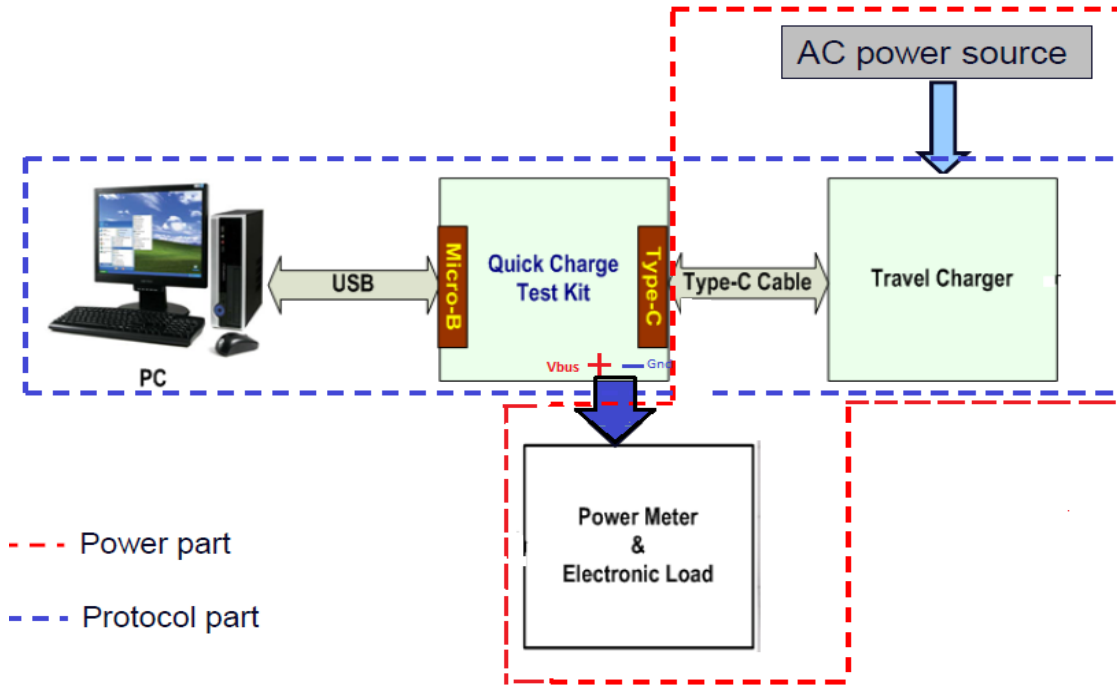 AC power source
Micro-B
Quick Charge
Test Kit
Type-C
USB
Type-C Cable
Travel Charger
PC
Vbus
Gnd
Power Meter
&
Electronic Load
Power part
Protocol part